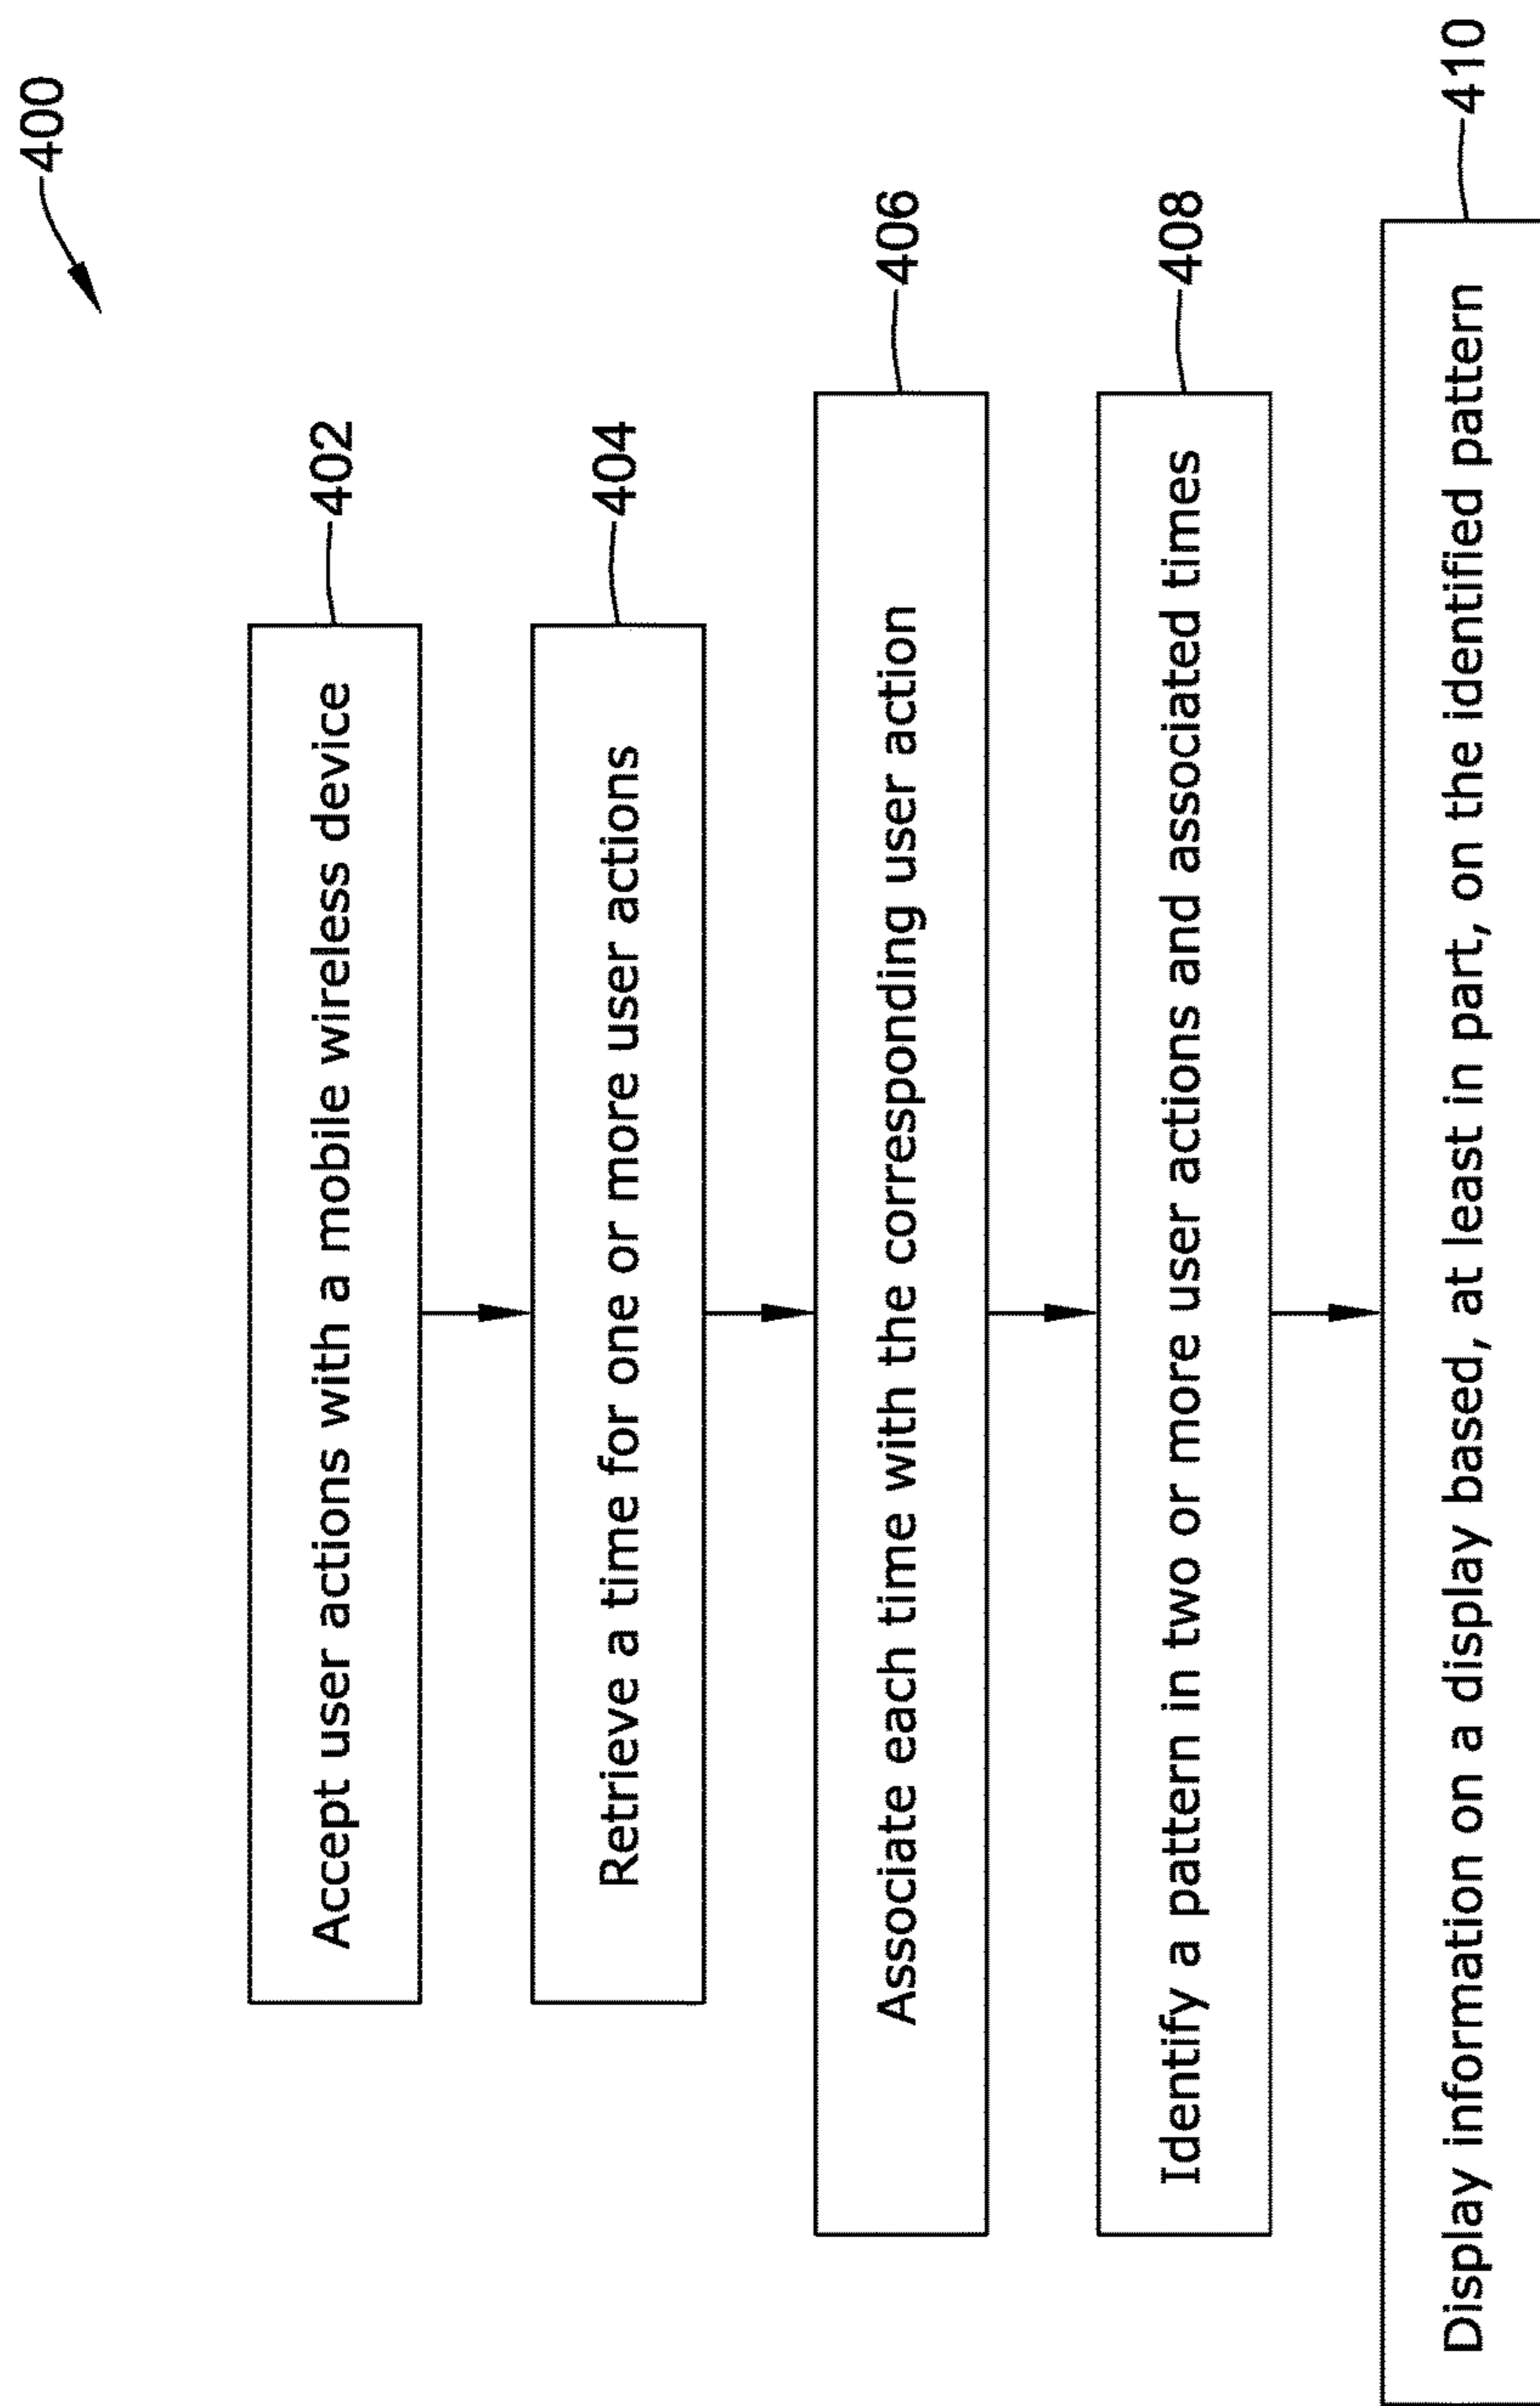 400
402
Accept user actions with a mobile wireless device
404
Retrieve a time for one or more user actions
406
Associate each time with the corresponding user action
408
Identify a pattern in two or more user actions and associated times
410
Display information on a display based, at least in part, on the identified pattern